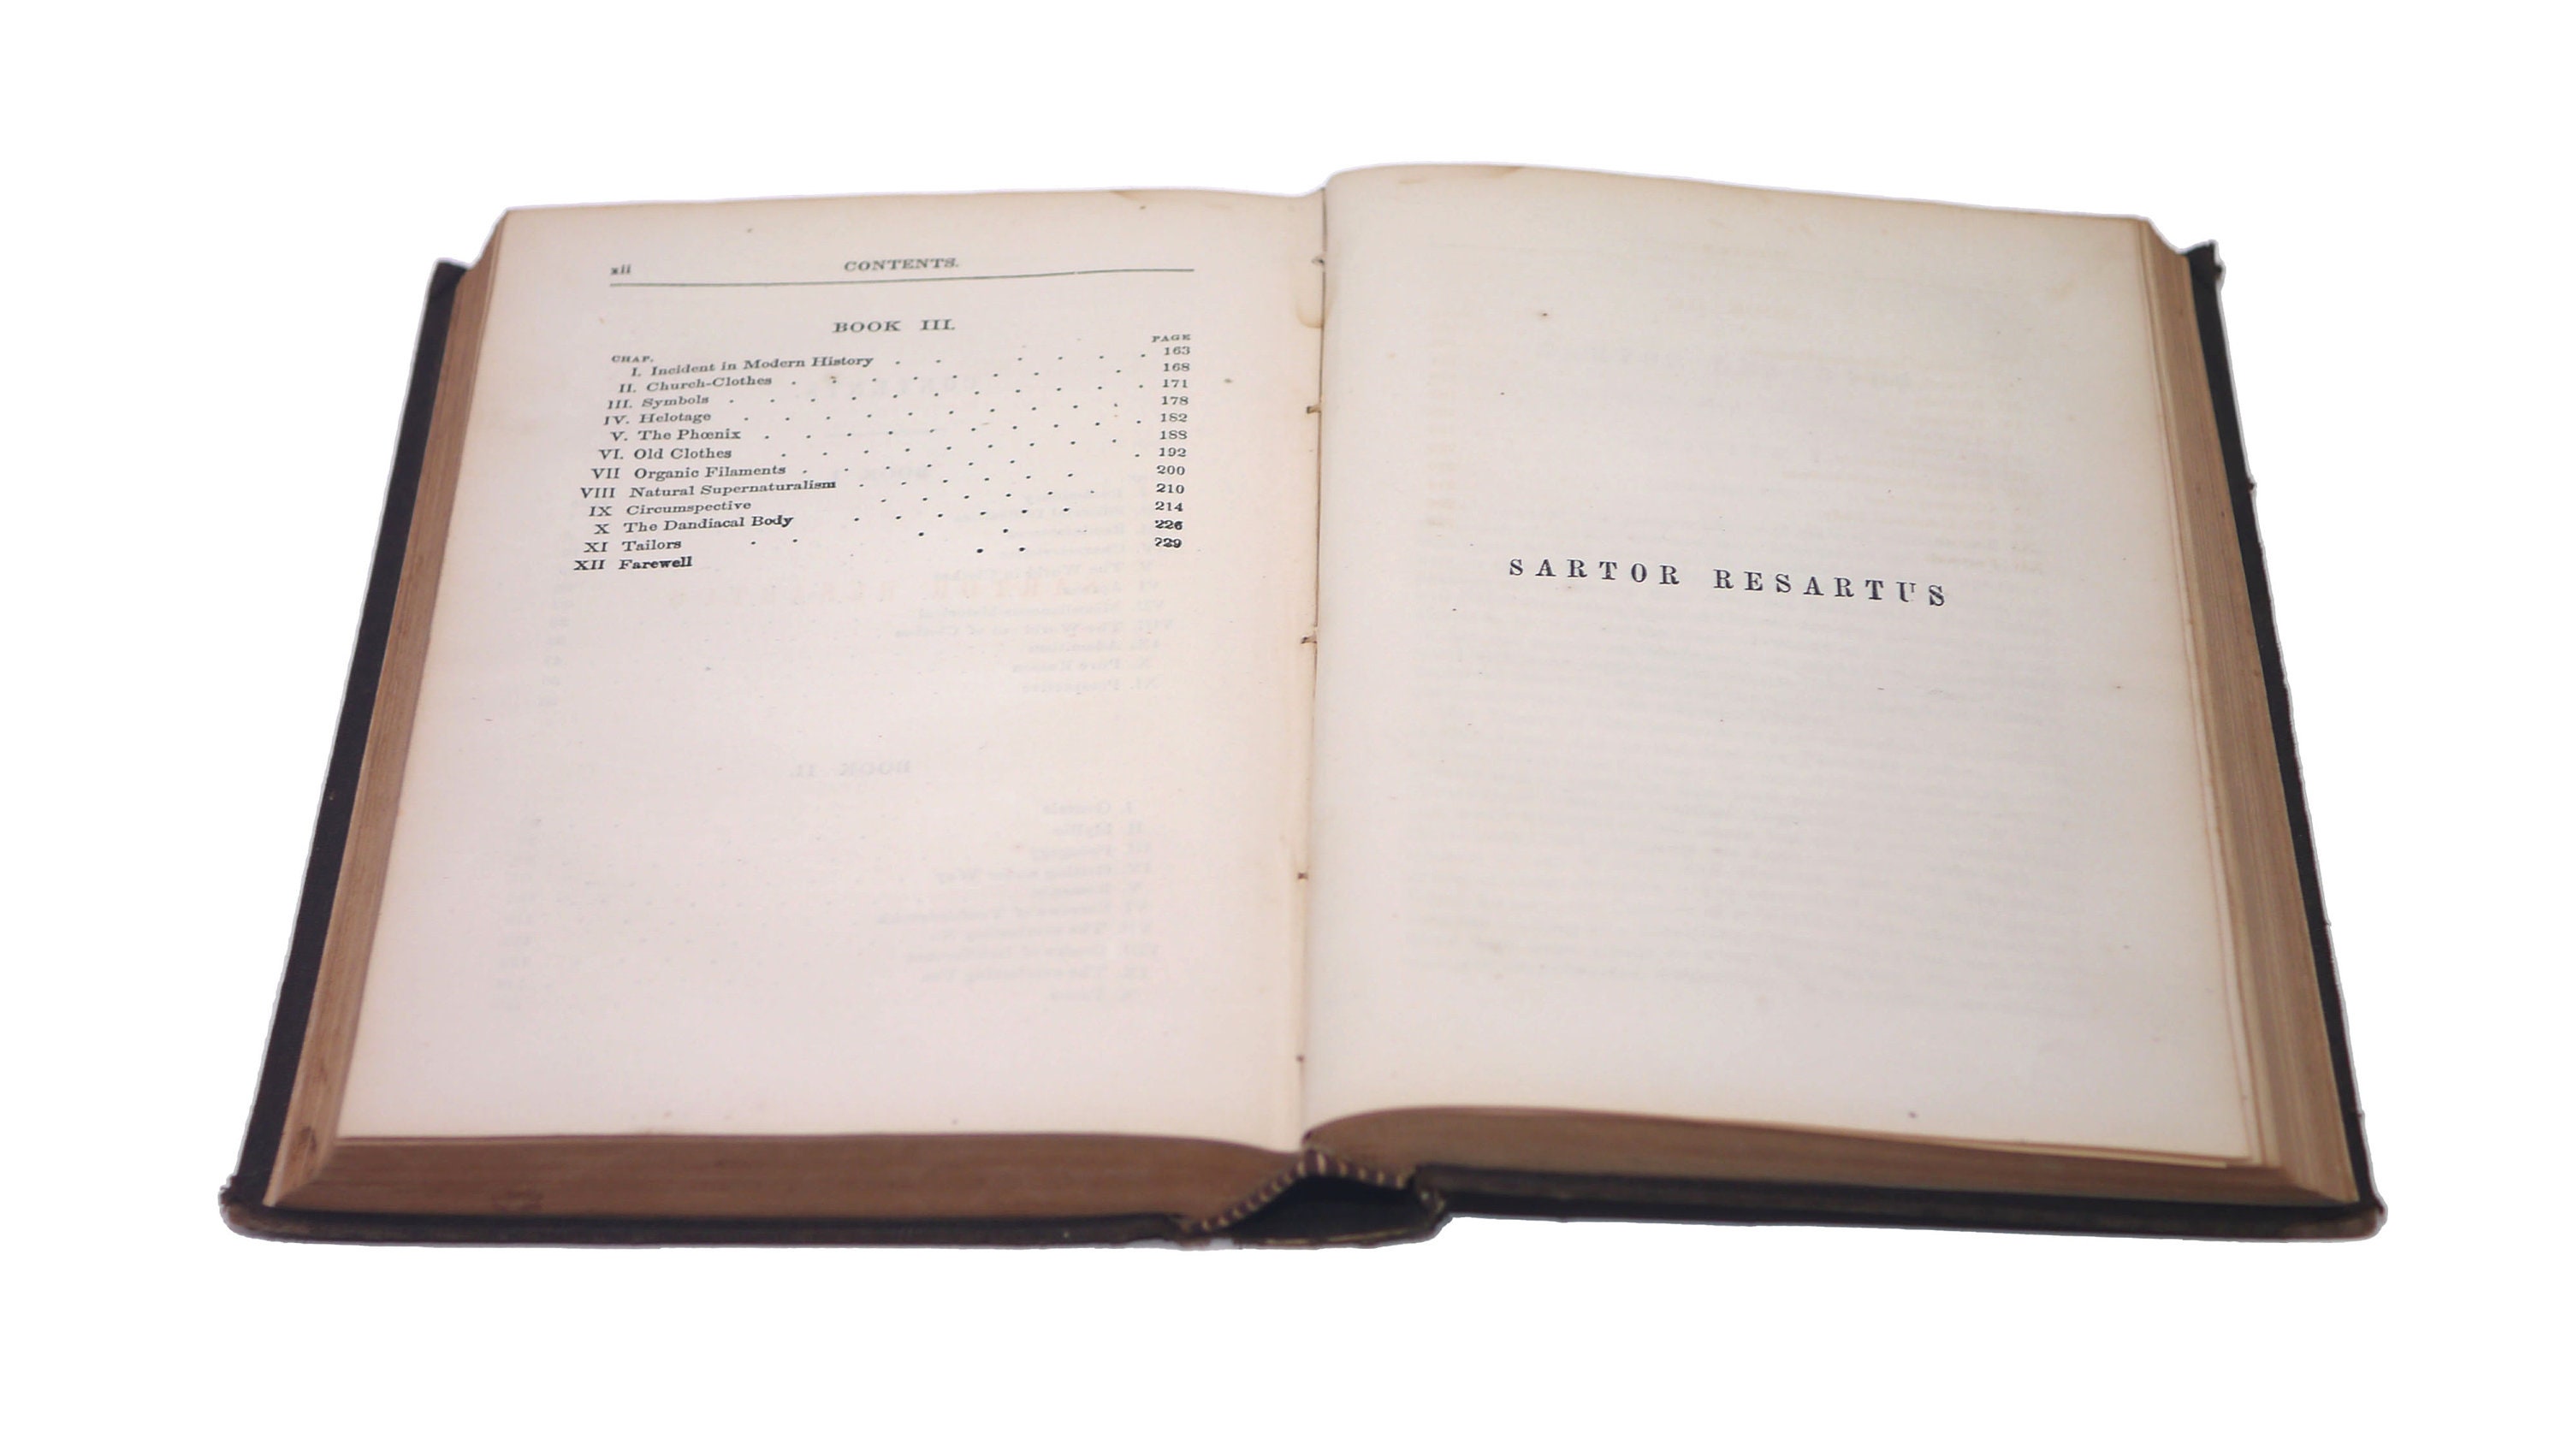 xii CONTENTS.
BOOK III.
CHAP. PAGE
I. Incident in Modern History . . . . . . 163
II. Church-Clothes . . . . . . . . 168
III. Symbols . . . . . . . . . 171
IV. Helotage . . . . . . . . . 178
V. The Phœnix . . . . . . . . . 182
VI. Old Clothes . . . . . . . . . 188
VII Organic Filaments . . . . . . . 192
VIII Natural Supernaturalism . . . . . . 200
IX Circumspective . . . . . . 210
X The Dandiacal Body . . . . . . 214
XI Tailors . . . . 226
XII Farewell . . 229
SARTOR RESARTUS